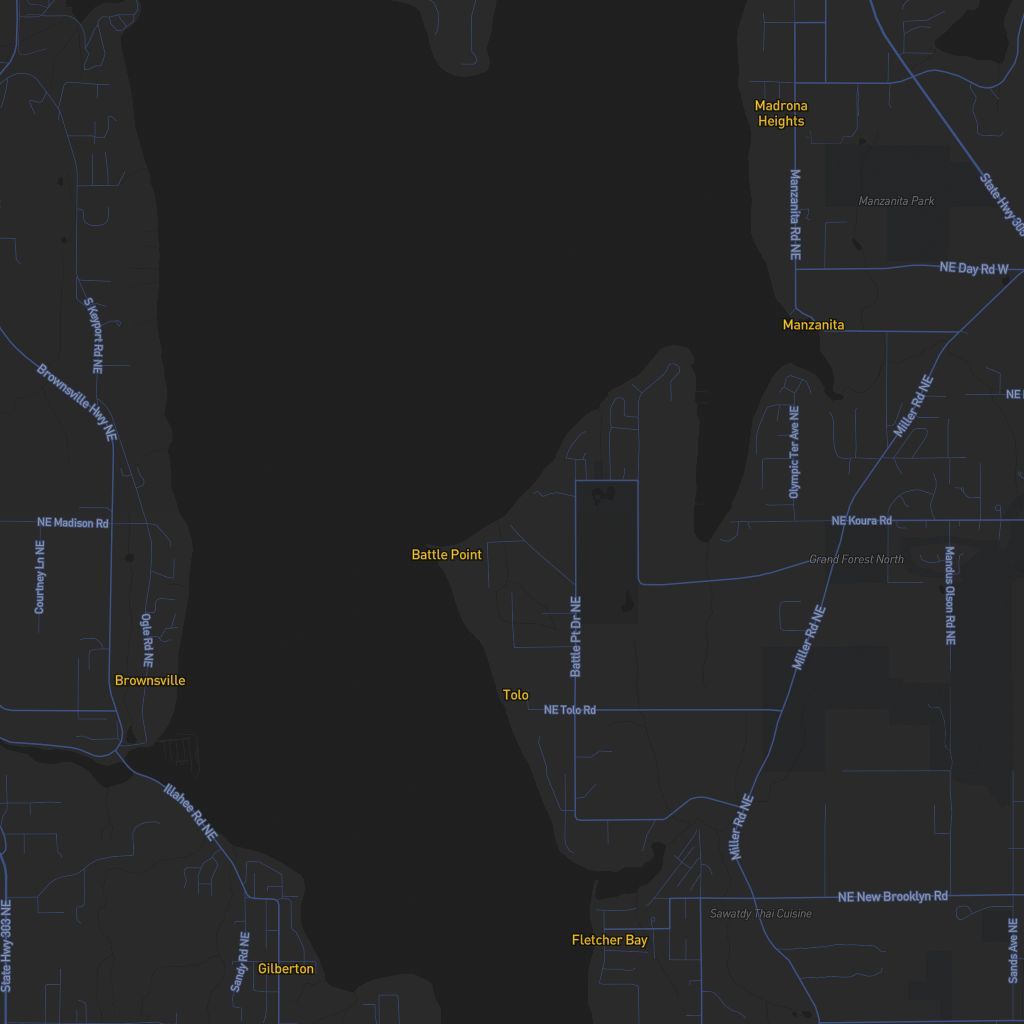 Madrona
Heights
Manzanita Rd NE
Manzanita Park
State Hwy 305
NE Day Rd W
S Keyport Rd NE
Manzanita
Brownsville Hwy NE
Miller Rd NE
Olympic Ter Ave NE
NE Madison Rd
NE Koura Rd
Battle Point
Grand Forest North
Courtney Ln NE
Mandus Olson Rd NE
Ogle Rd NE
Battle Pt Dr NE
Miller Rd NE
Brownsville
Tolo
NE Tolo Rd
Illahee Rd NE
Miller Rd NE
NE New Brooklyn Rd
Sawatdy Thai Cuisine
State Hwy 303 NE
Fletcher Bay
Sands Ave NE
Sandy Rd NE
Gilberton